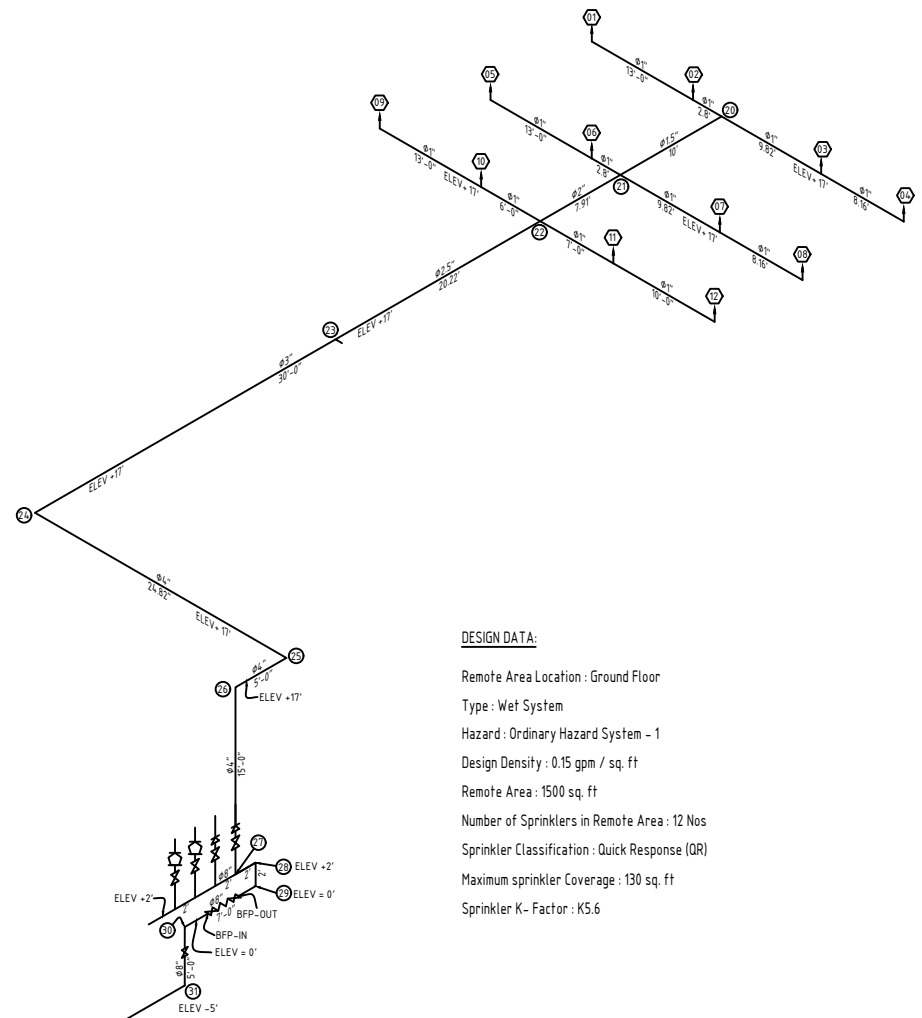 01
Ø1"
13'-0"
02
Ø1"
2.8'
20
05
Ø1"
13'-0"
06
Ø1"
2.8'
Ø1.5"
10'
Ø1"
9.82'
03
ELEV+ 17'
Ø1"
8.16'
04
09
Ø1"
13'-0"
10
ELEV+ 17'
Ø1"
6'-0"
Ø2"
7.91'
21
Ø1"
9.82'
07
ELEV+ 17'
Ø1"
8.16'
08
22
Ø1"
7'-0"
11
Ø1"
10'-0"
12
Ø2.5"
20.22'
23
ELEV +17'
Ø3"
30'-0"
ELEV +17'
24
Ø4"
24.82"
ELEV+ 17'
25
Ø4"
5'-0"
26
ELEV +17'
Ø4"
15'-0"
27
28
ELEV +2'
Ø8"
2'
2'
2'
29
ELEV = 0'
ELEV +2'
2'
Ø8"
7'-0"
BFP-OUT
30
BFP-IN
ELEV = 0'
Ø8"
5'-0"
31
ELEV -5'
DESIGN DATA:
Remote Area Location : Ground Floor
Type : Wet System
Hazard : Ordinary Hazard System - 1
Design Density : 0.15 gpm / sq. ft
Remote Area : 1500 sq. ft
Number of Sprinklers in Remote Area : 12 Nos
Sprinkler Classification : Quick Response (QR)
Maximum sprinkler Coverage : 130 sq. ft
Sprinkler K- Factor : K5.6